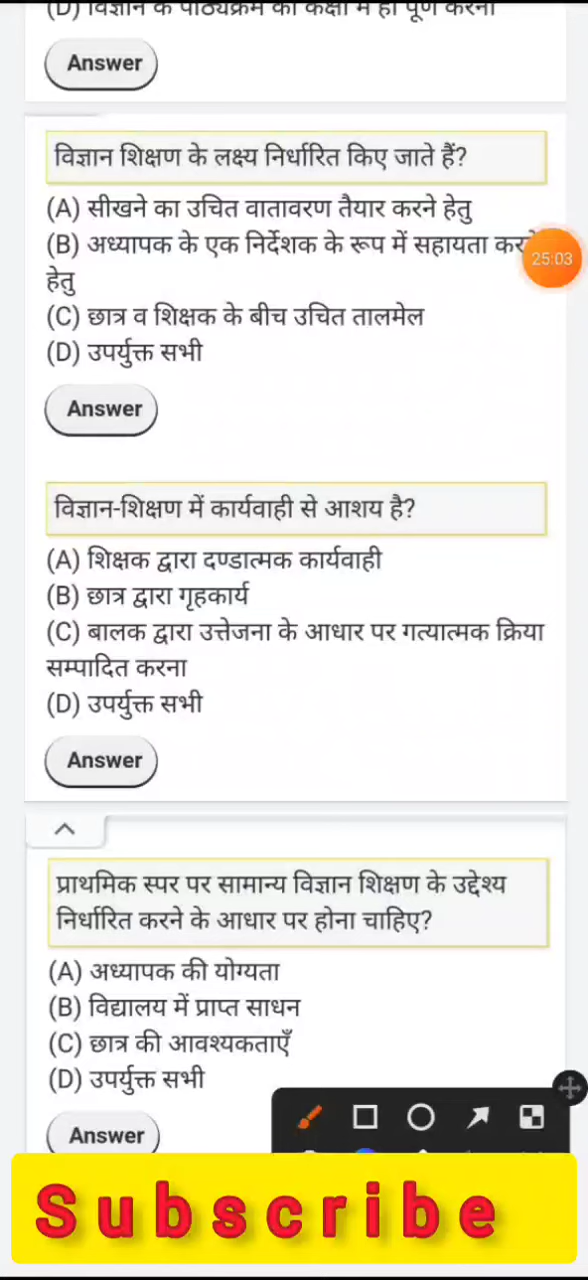 (D) विज्ञान के पाठ्यक्रम को कक्षा में ही पूर्ण करना
Answer
विज्ञान शिक्षण के लक्ष्य निर्धारित किए जाते हैं?
(A) सीखने का उचित वातावरण तैयार करने हेतु
(B) अध्यापक के एक निर्देशक के रूप में सहायता
25:03
हेतु
(C) छात्र व शिक्षक के बीच उचित तालमेल
(D) उपर्युक्त सभी
Answer
विज्ञान-शिक्षण में कार्यवाही से आशय है?
(A) शिक्षक द्वारा दण्डात्मक कार्यवाही
(B) छात्र द्वारा गृहकार्य
(C) बालक द्वारा उत्तेजना के आधार पर गत्यात्मक क्रिया
सम्पादित करना
(D) उपर्युक्त सभी
Answer
प्राथमिक स्पर पर सामान्य विज्ञान शिक्षण के उद्देश्य
निर्धारित करने के आधार पर होना चाहिए?
(A) अध्यापक की योग्यता
(B) विद्यालय में प्राप्त साधन
(C) छात्र की आवश्यकताएँ
(D) उपर्युक्त सभी
Answer
Subscribe